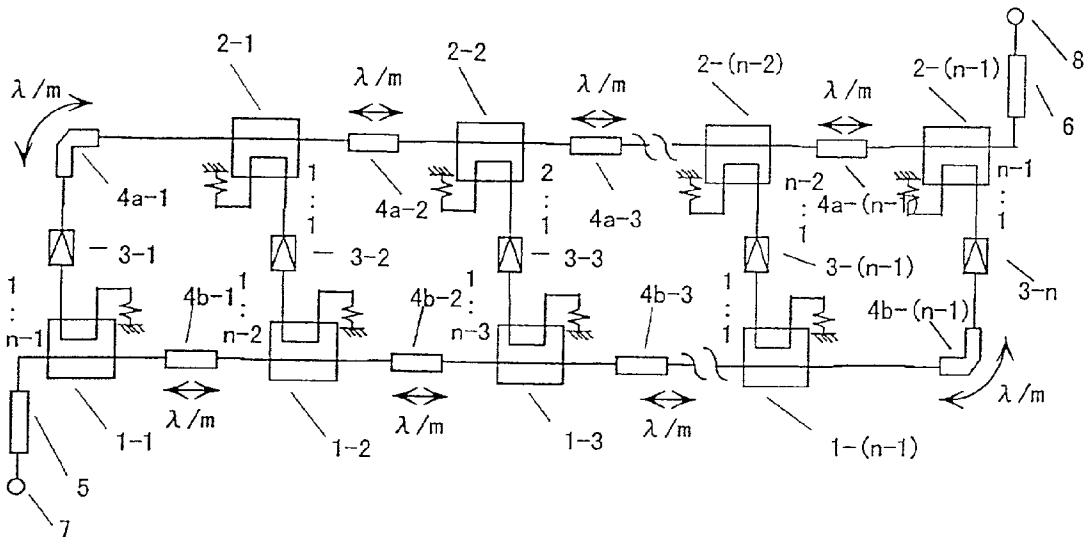 8
2-1
2-2
2-(n-2)
2-(n-1)
λ/m
λ/m
λ/m
λ/m
6
4a-1
1
:
1
4a-2
2
:
1
4a-3
n-2
:
1
4a-(n-1)
n-1
:
1
3-1
3-2
3-3
3-(n-1)
3-n
1
:
n-1
4b-1
1
:
n-2
4b-2
1
:
n-3
4b-3
1
:
1
4b-(n-1)
λ/m
λ/m
λ/m
λ/m
1-1
1-2
1-3
1-(n-1)
5
7